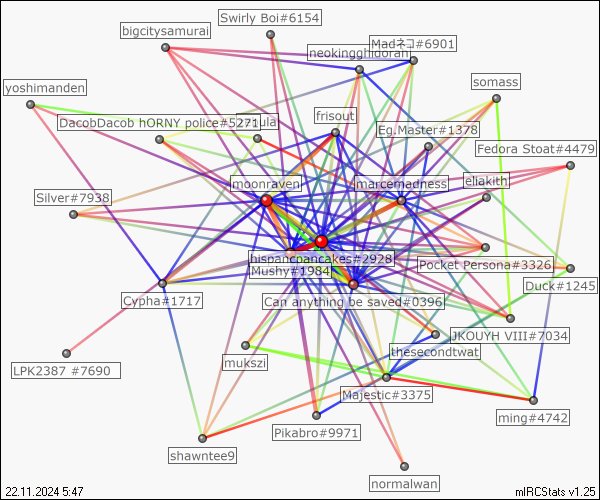 Swirly Boi#6154
bigcitysamurai
Madネコ#6901
neokingghidorah
somass
yoshimanden
frisout
DacobDacob hORNY police#5271
ula
Eg.Master#1378
Fedora Stoat#4479
moonraven
marcemadness
eliakith
Silver#7938
hispanicpancakes#2928
Pocket Persona#3326
Mushy#1984
Duck#1245
Cypha#1717
Can anything be saved#0396
JKOUYH VIII#7034
thesecondtwat
LPK2387 #7690
mukszi
Majestic#3375
ming#4742
Pikabro#9971
shawntee9
normalwan
22.11.2024 5:47
mIRCStats v1.25